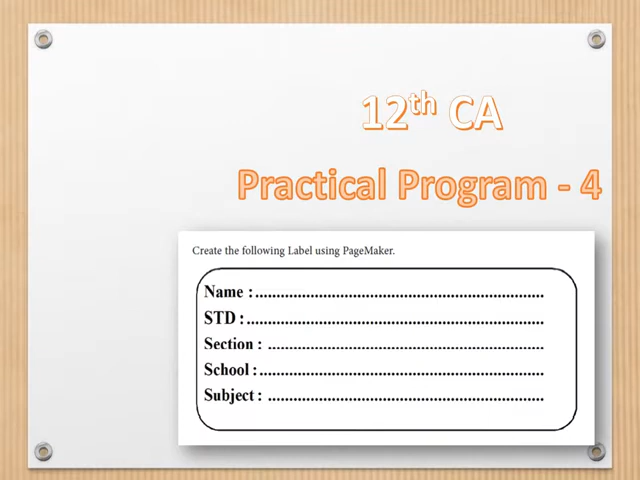 12th CA
Practical Program - 4
Create the following Label using PageMaker.
Name :..................................................................
STD :.....................................................................
Section : .................................................................
School :..................................................................
Subject : .................................................................